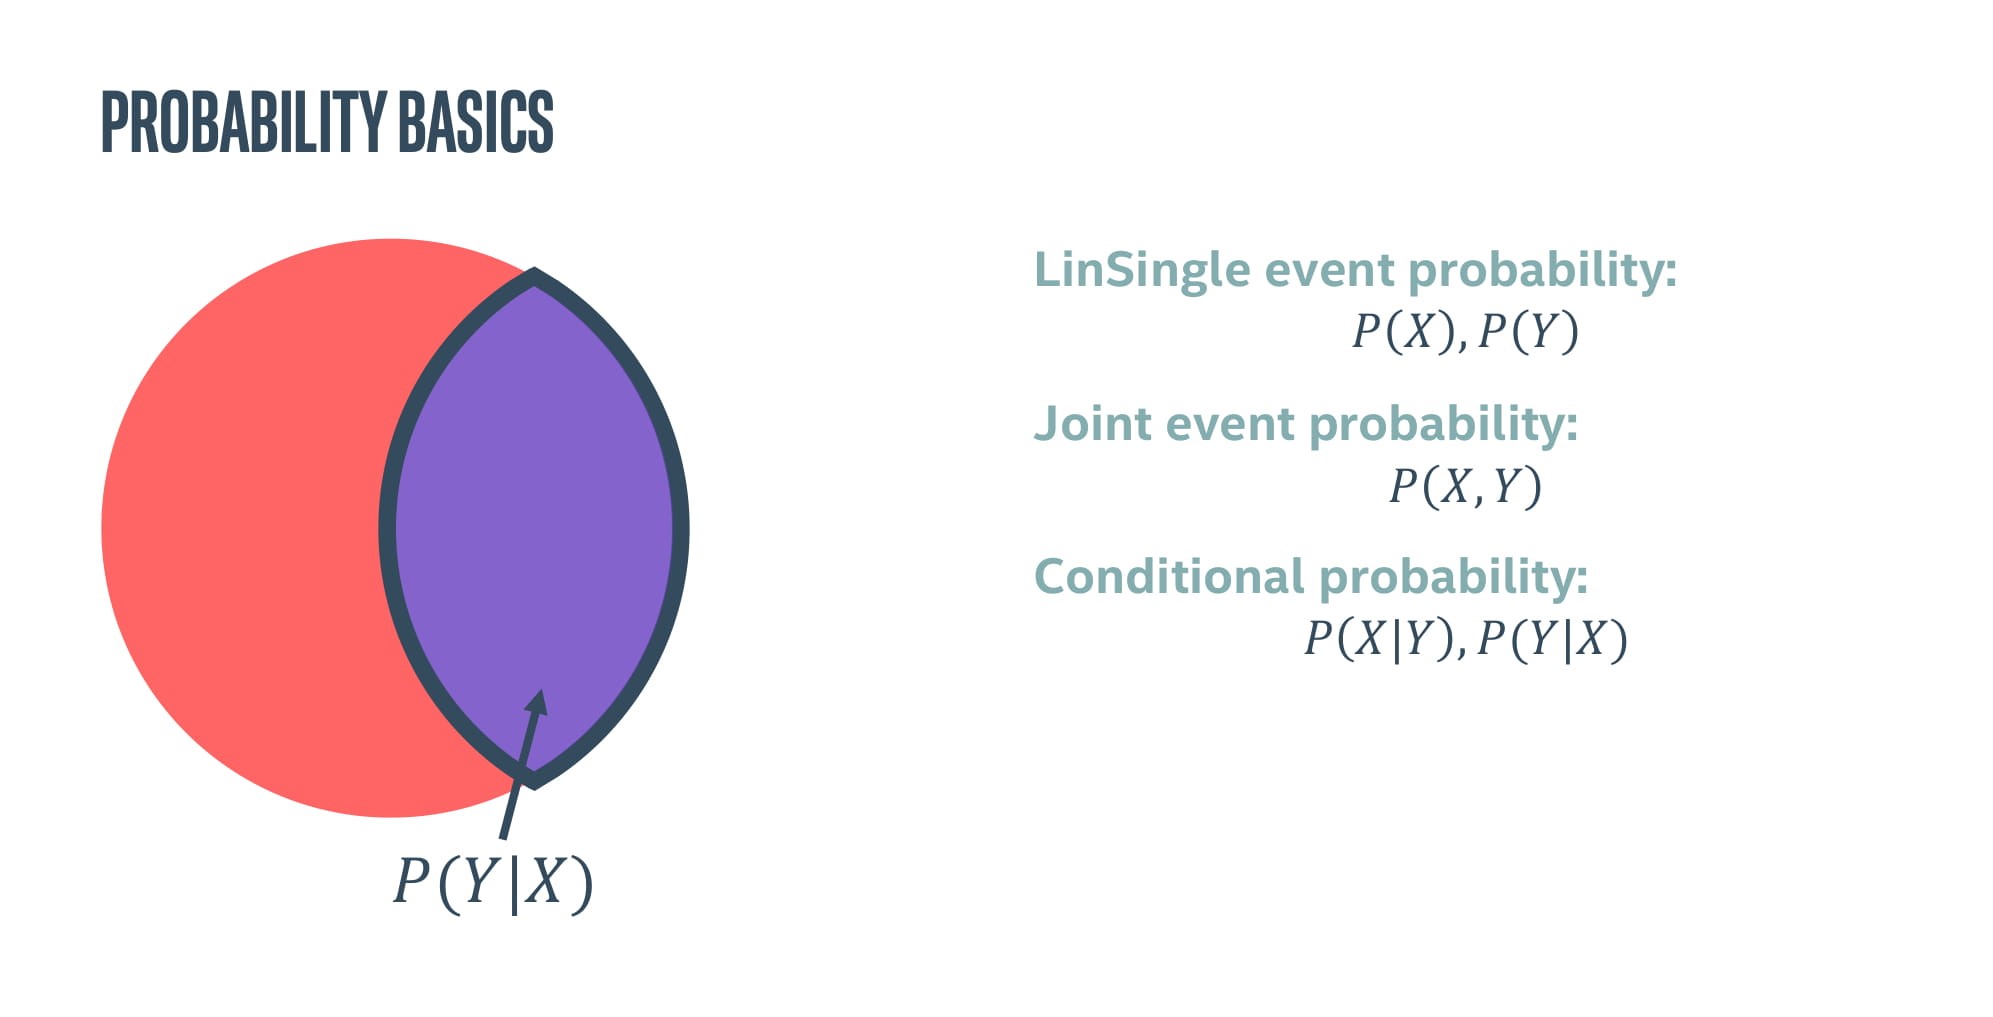 PROBABILITY BASICS
LinSingle event probability:
P(X), P(Y)
Joint event probability:
P(X, Y)
Conditional probability:
P(X|Y), P(Y|X)
P(Y|X)